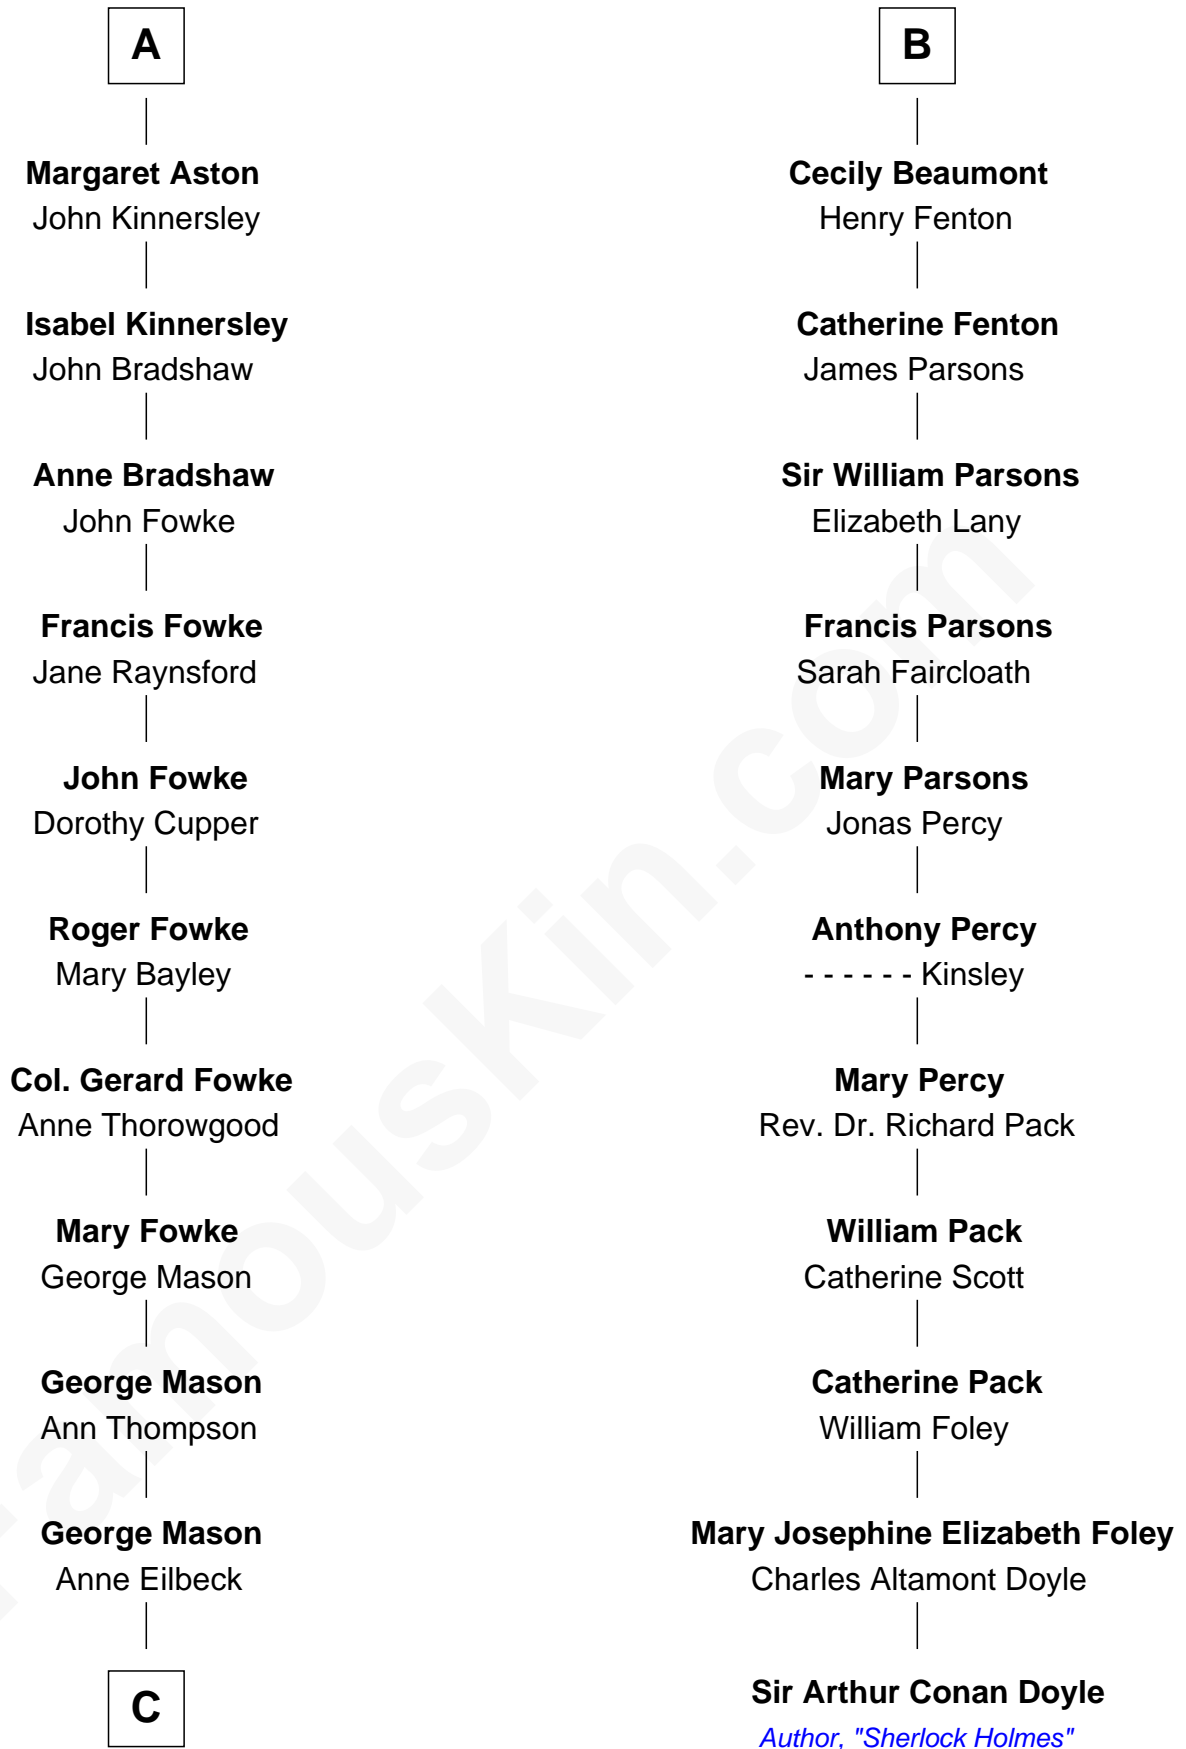 A
Margaret Aston
John Kinnersley
Isabel Kinnersley
John Bradshaw
Anne Bradshaw
John Fowke
Francis Fowke
Jane Raynsford
John Fowke
Dorothy Cupper
Roger Fowke
Mary Bayley
Col. Gerard Fowke
Anne Thorowgood
Mary Fowke
George Mason
George Mason
Ann Thompson
George Mason
Anne Eilbeck
C
B
Cecily Beaumont
Henry Fenton
Catherine Fenton
James Parsons
Sir William Parsons
Elizabeth Lany
Francis Parsons
Sarah Faircloath
Mary Parsons
Jonas Percy
Anthony Percy
- - - - - - Kinsley
Mary Percy
Rev. Dr. Richard Pack
William Pack
Catherine Scott
Catherine Pack
William Foley
Mary Josephine Elizabeth Foley
Charles Altamont Doyle
Sir Arthur Conan Doyle
Author, "Sherlock Holmes"
FamousKin.com